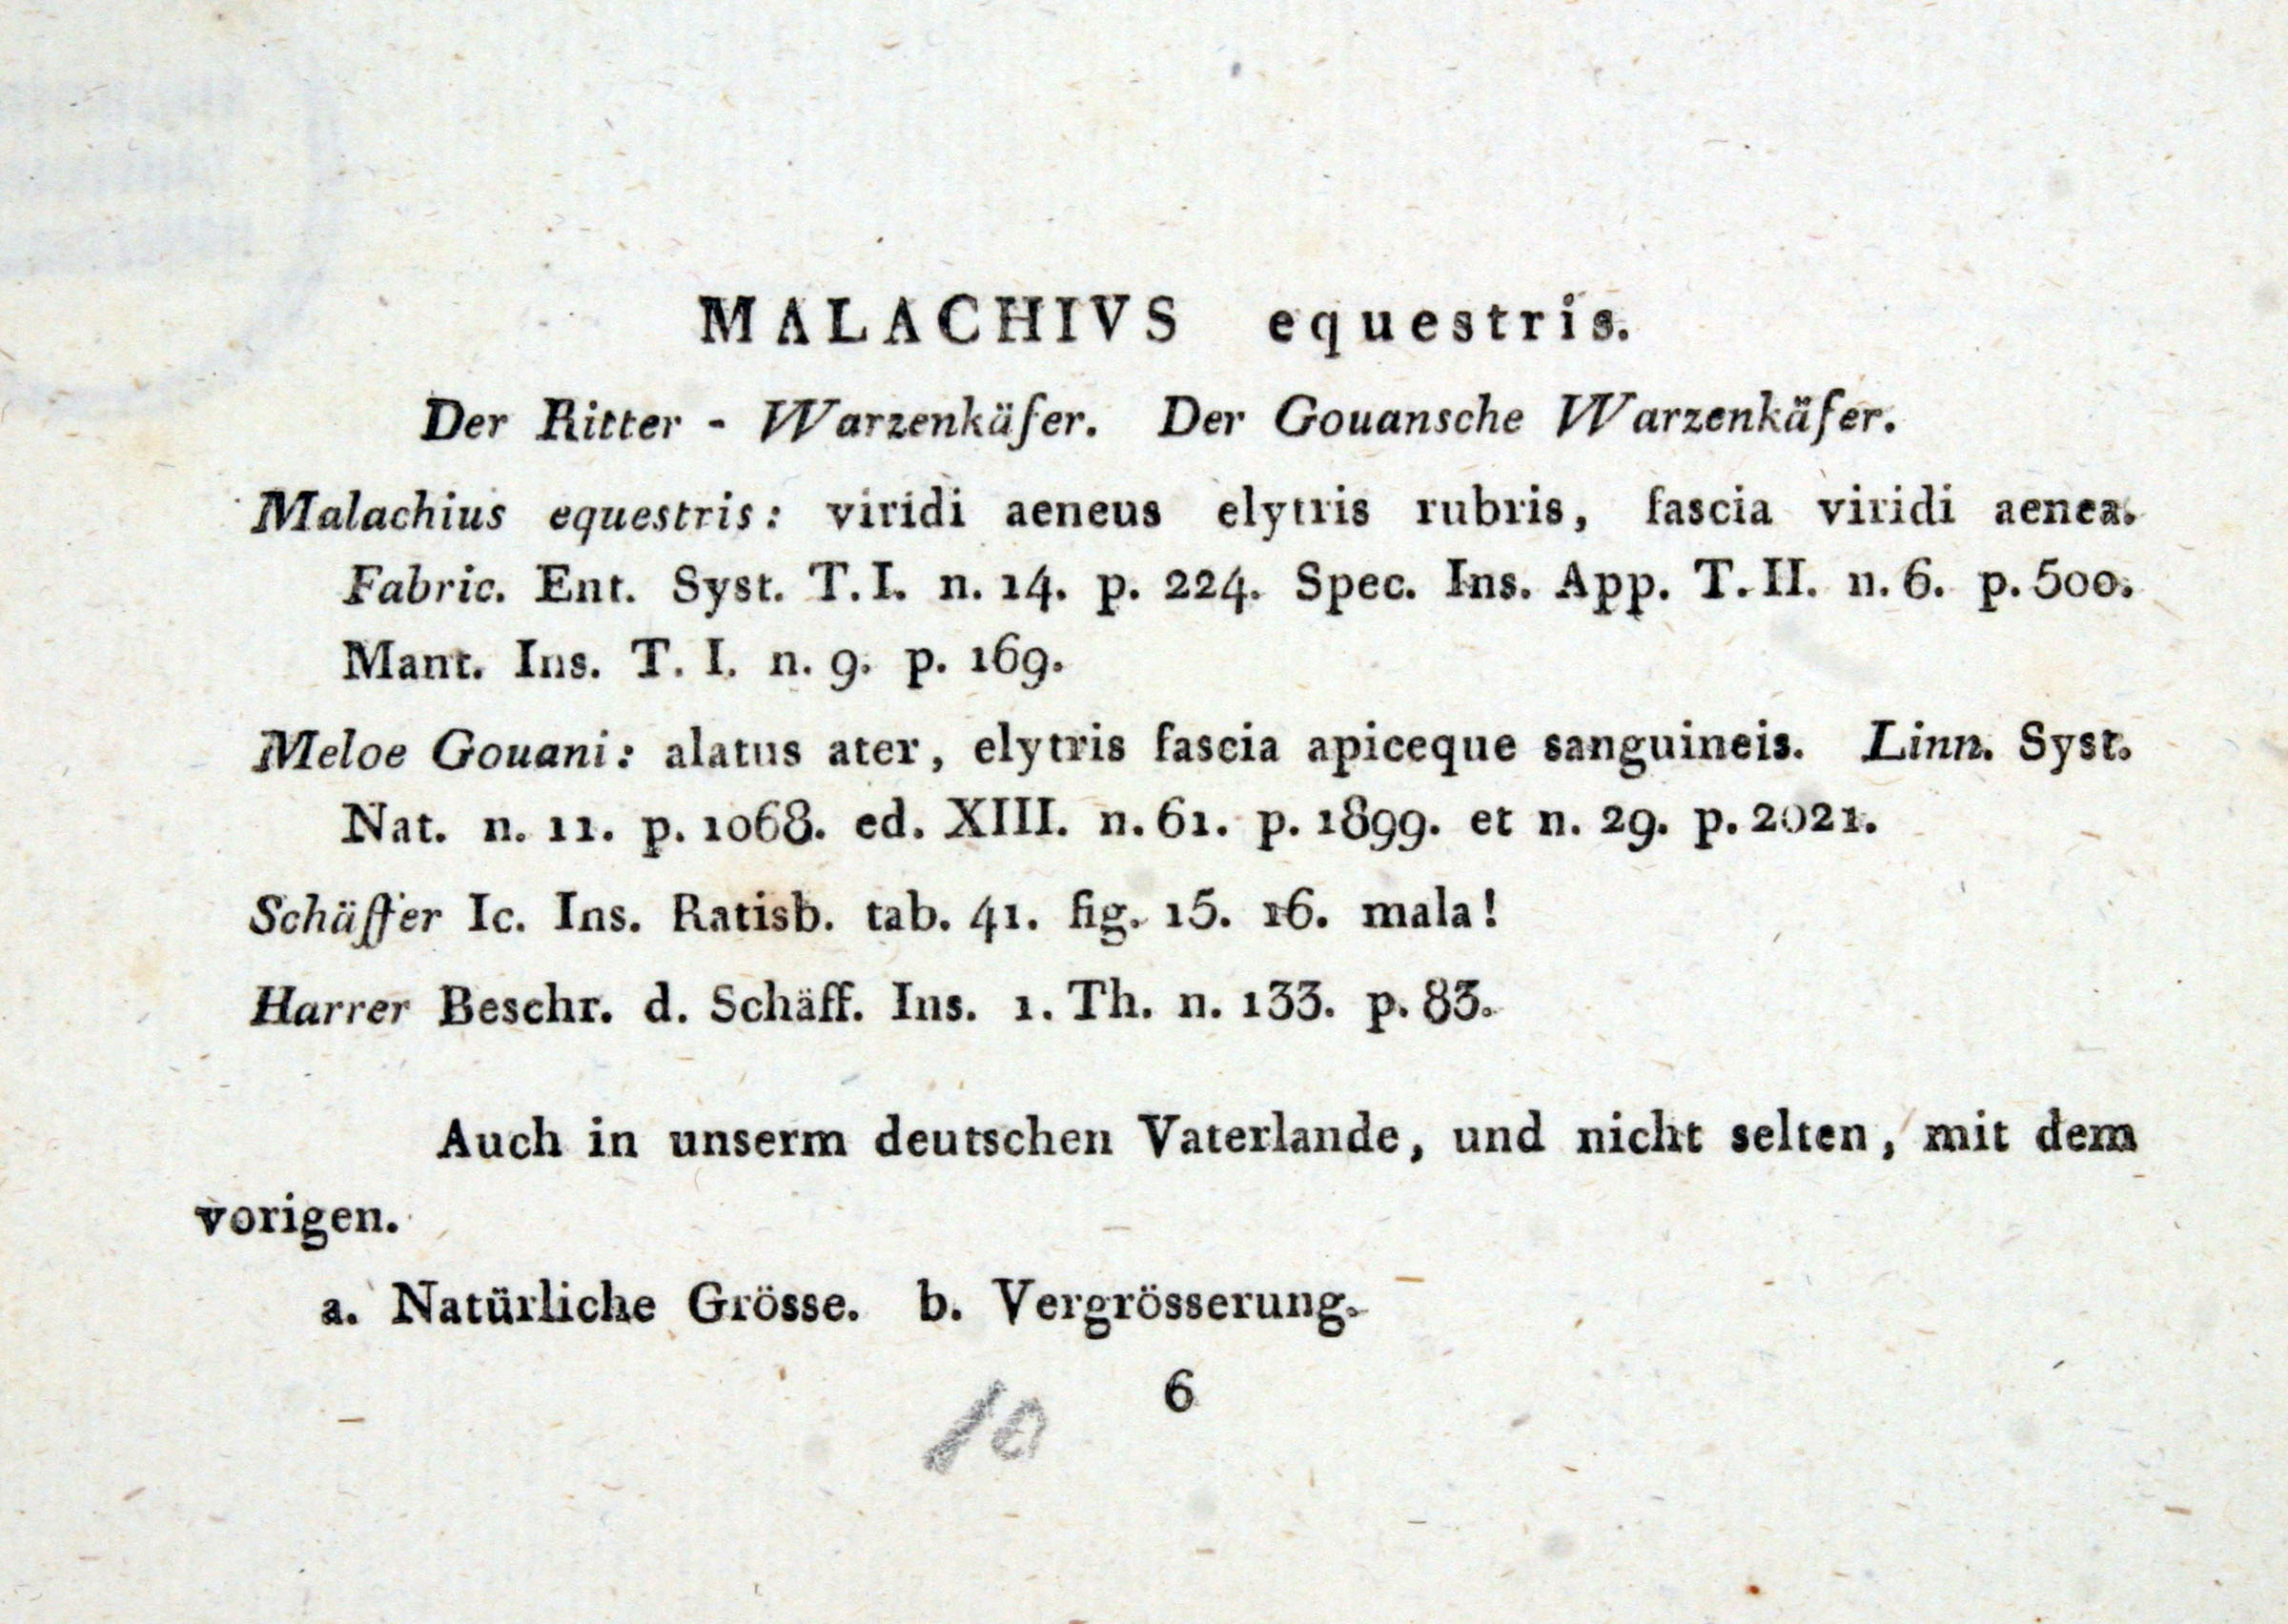 MALACHIVS equestris.
Der Ritter - Warzenkäfer. Der Gouansche Warzenkäfer.
Malachius equestris: viridi aeneus elytris rubris, fascia viridi aenea.
Fabric. Ent. Syst. T. I. n. 14. p. 224. Spec. Ins. App. T. II. n. 6. p. 500.
Mant. Ins. T. I. n. 9. p. 169.
Meloe Gouani: alatus ater, elytris fascia apiceque sanguineis. Linn. Syst.
Nat. n. 11. p. 1068. ed. XIII. n. 61. p. 1899. et n. 29. p. 2021.
Schäffer Ic. Ins. Ratisb. tab. 41. fig. 15. 16. mala!
Harrer Beschr. d. Schäff. Ins. 1. Th. n. 133. p. 83.
Auch in unserm deutschen Vaterlande, und nicht selten, mit dem
vorigen.
a. Natürliche Grösse. b. Vergrösserung.
6
10